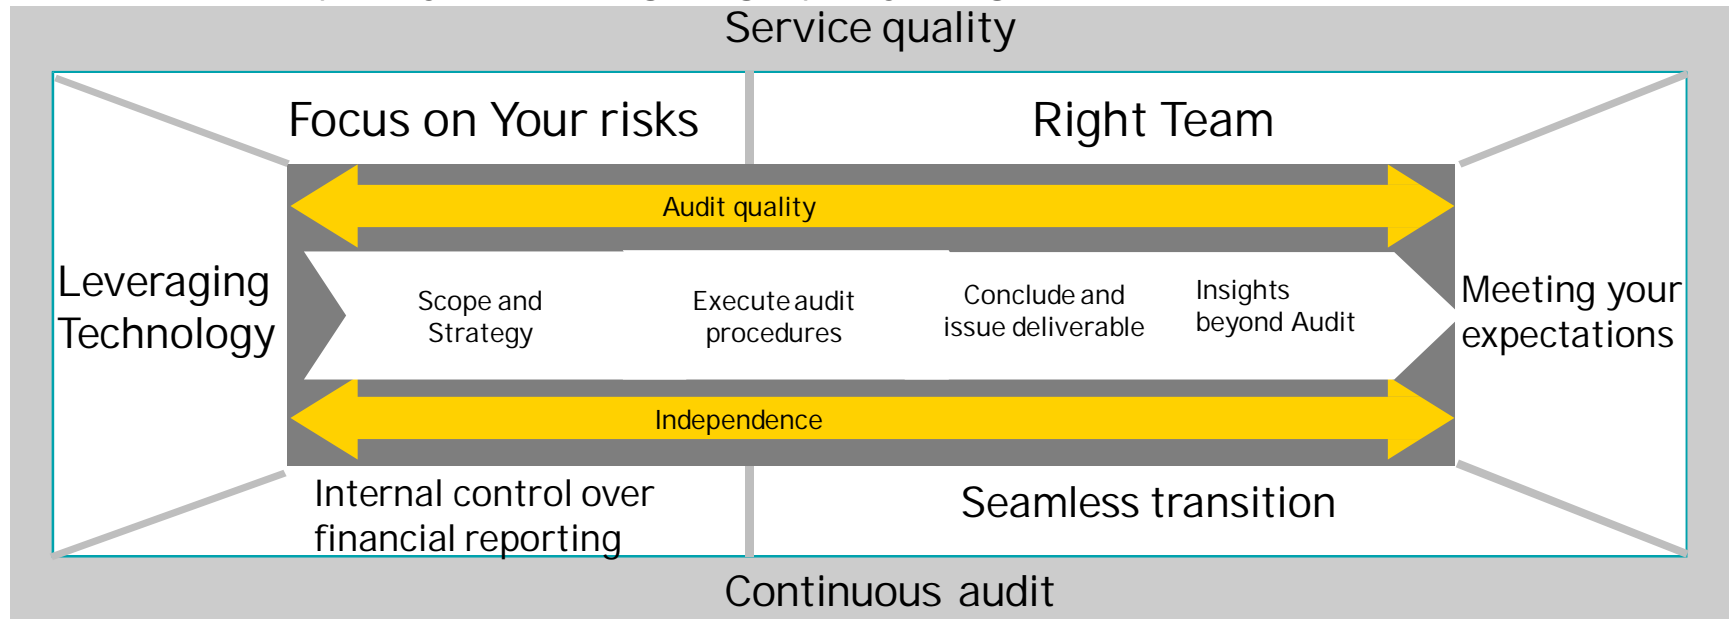 Service quality
Focus on Your risks
Right Team
Audit quality
Leveraging
Technology
Scope and
Strategy
Execute audit
procedures
Conclude and
issue deliverable
Insights
beyond Audit
Meeting your
expectations
Independence
Internal control over
financial reporting
Seamless transition
Continuous audit